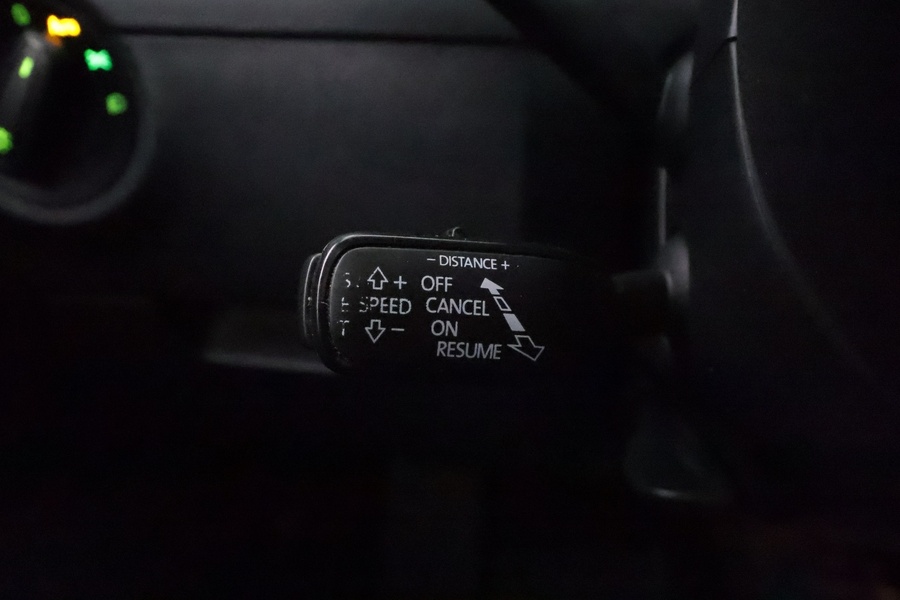 - DISTANCE +
S + OFF
E SPEED CANCEL
T - ON
RESUME